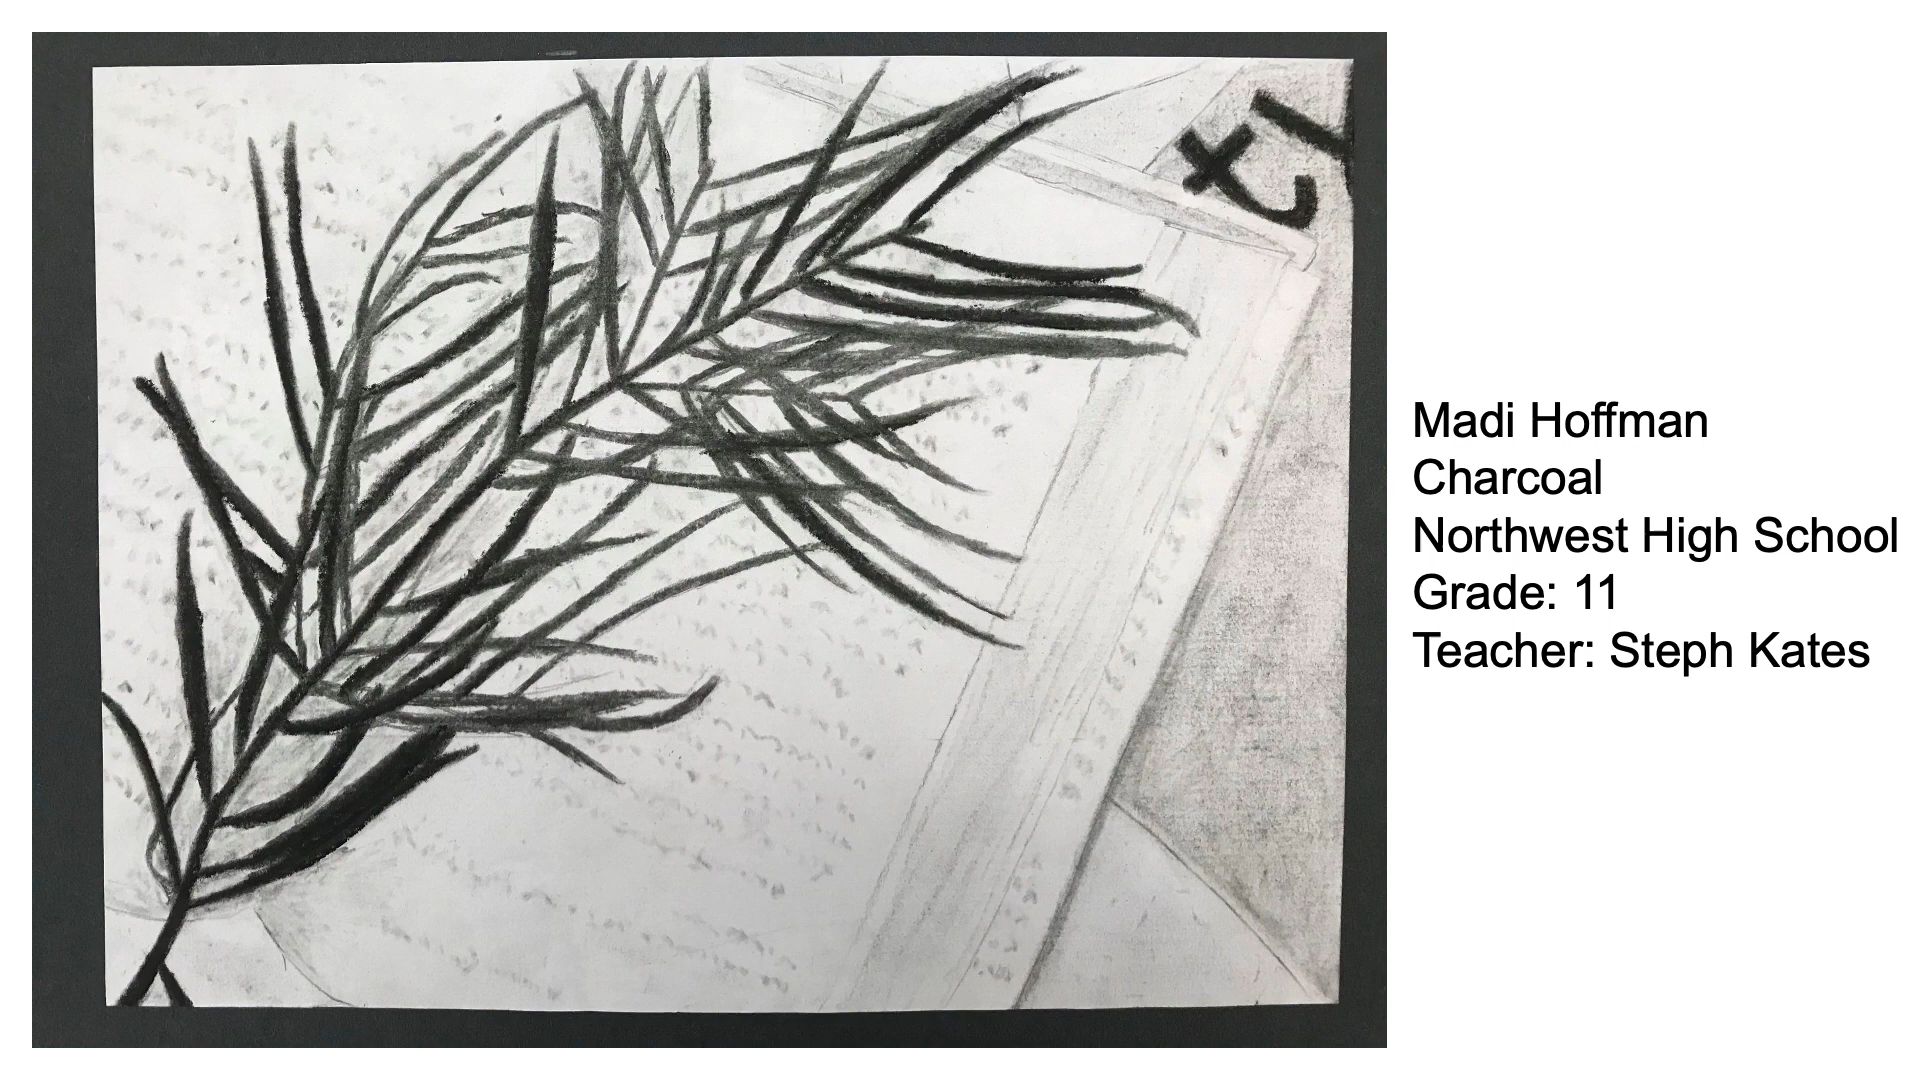 Madi Hoffman
Charcoal
Northwest High School
Grade: 11
Teacher: Steph Kates